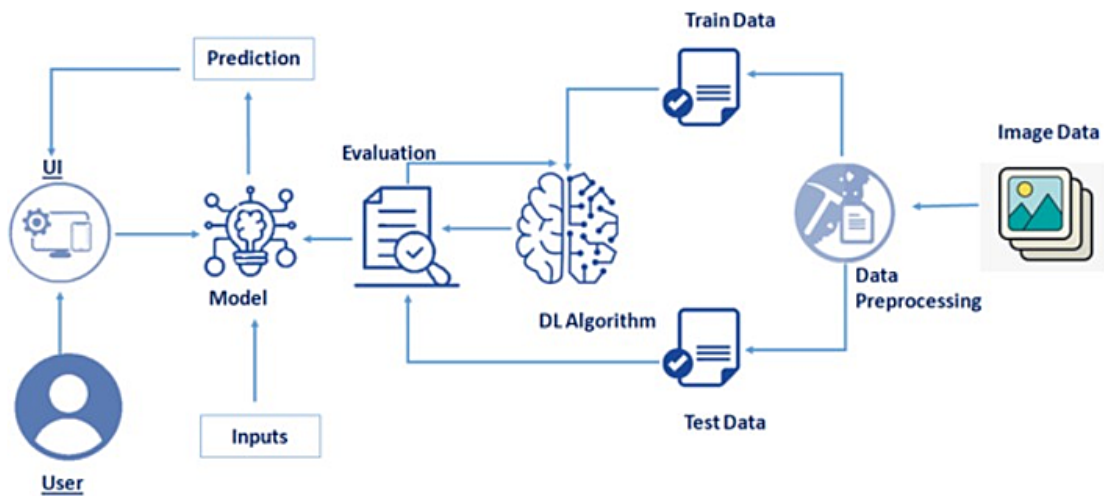 Train Data
Prediction
Image Data
Evaluation
UI
Model
Data
Preprocessing
DL Algorithm
Inputs
Test Data
User